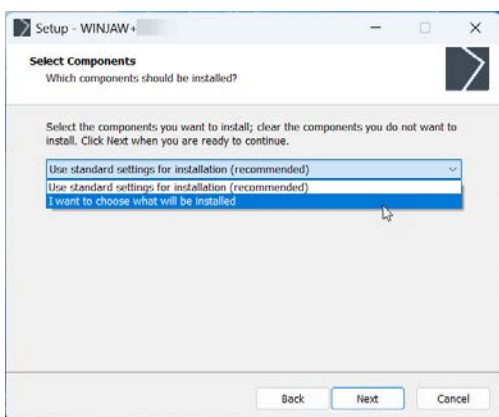 Setup - WINJAW+
Select Components
Which components should be installed?
Select the components you want to install; clear the components you do not want to
install. Click Next when you are ready to continue.
Use standard settings for installation (recommended)
Use standard settings for installation (recommended)
I want to choose what will be installed
Back Next Cancel